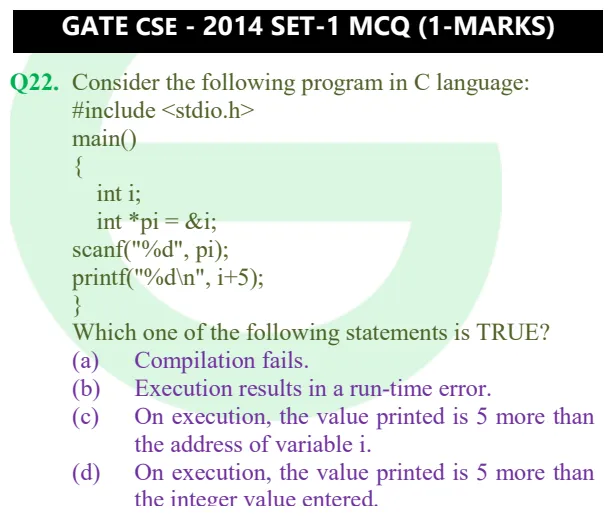 GATE CSE - 2014 SET-1 MCQ (1-MARKS)
Q22. Consider the following program in C language:
#include <stdio.h>
main()
{
int i;
int *pi = &i;
scanf("%d", pi);
printf("%d\n", i+5);
}
Which one of the following statements is TRUE?
(a) Compilation fails.
(b) Execution results in a run-time error.
(c) On execution, the value printed is 5 more than
the address of variable i.
(d) On execution, the value printed is 5 more than
the integer value entered.